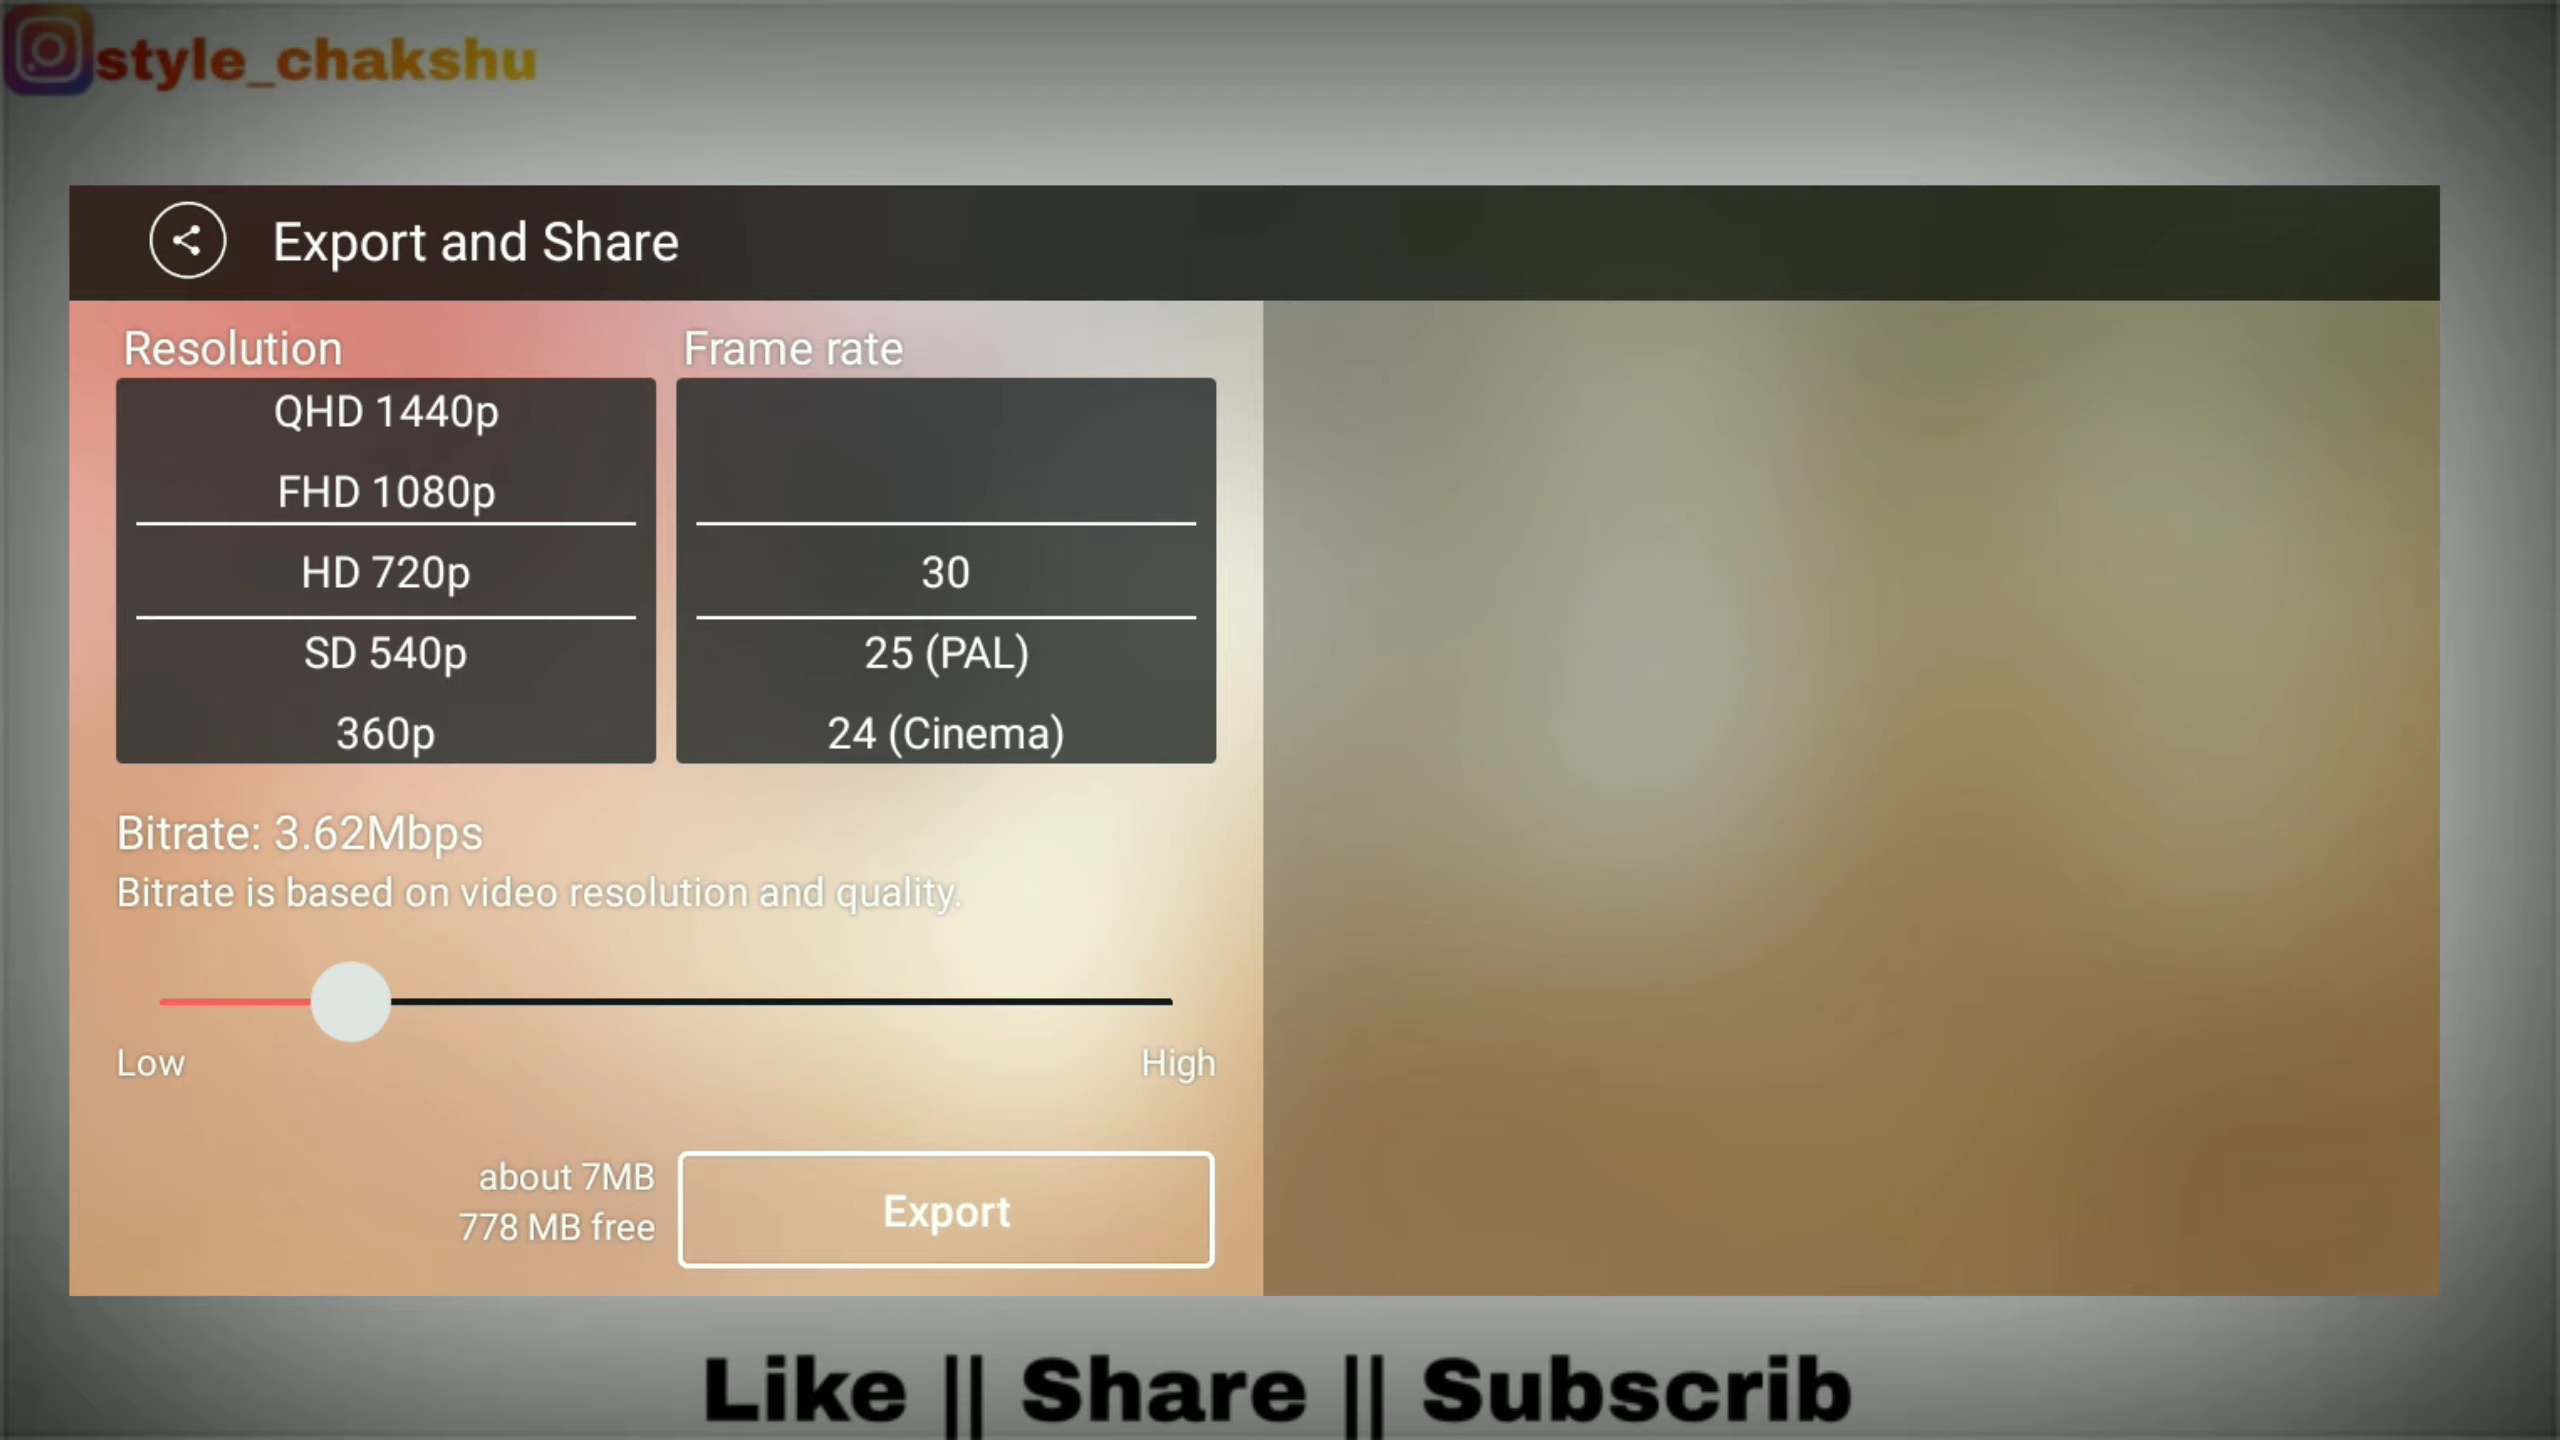 style_chakshu
Export and Share
Resolution
QHD 1440p
FHD 1080p
HD 720p
SD 540p
360p
Frame rate
30
25 (PAL)
24 (Cinema)
Bitrate: 3.62Mbps
Bitrate is based on video resolution and quality.
Low
High
about 7MB
778 MB free
Export
Like || Share || Subscrib